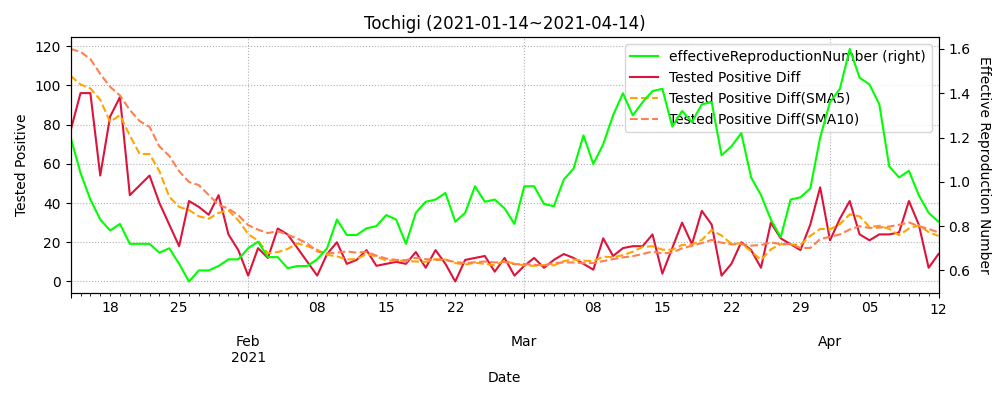 Tochigi (2021-01-14~2021-04-14)
effectiveReproductionNumber (right)
Tested Positive Diff
Tested Positive Diff(SMA5)
Tested Positive Diff(SMA10)
Tested Positive
120
100
80
60
40
20
0
1.6
1.4
1.2
1.0
0.8
0.6
Effective Reproduction Number
18 25 08 15 22 08 15 22 29 05 12
Feb Mar Apr
2021
Date